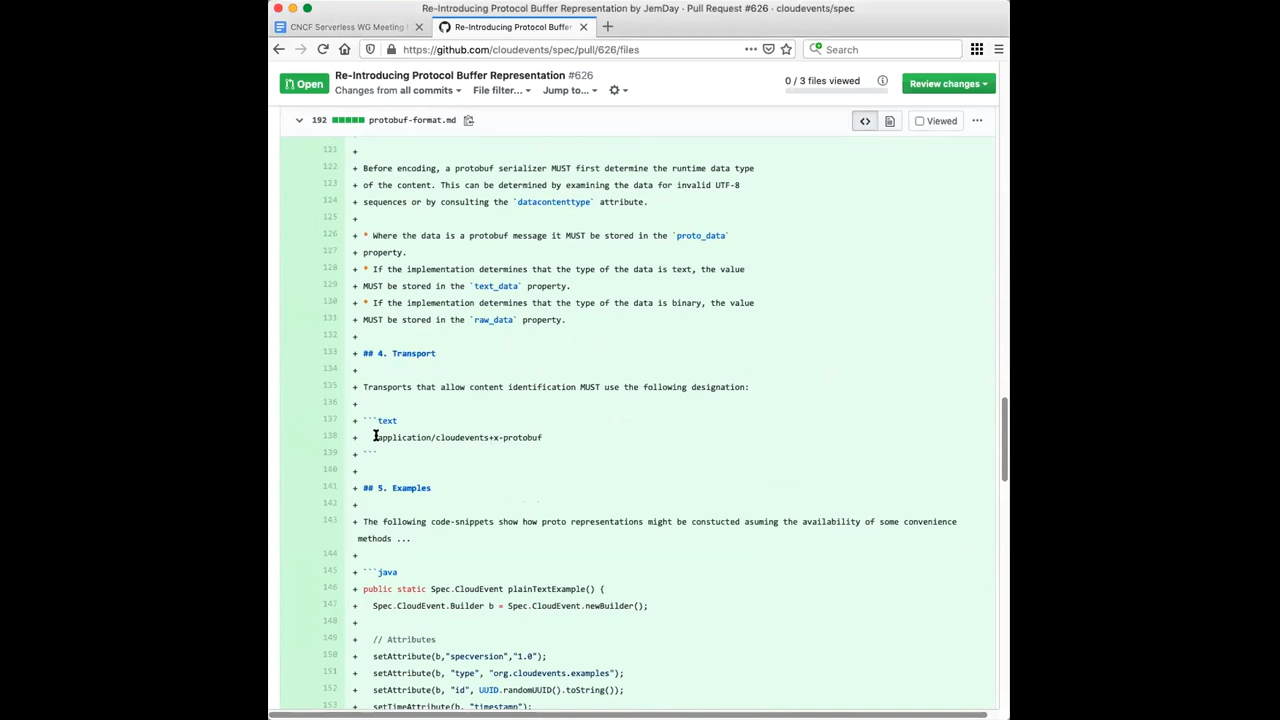 Re-Introducing Protocol Buffer Representation by JemDay · Pull Request #626 · cloudevents/spec
CNCF Serverless WG Meeting
Re-Introducing Protocol Buffer
https://github.com/cloudevents/spec/pull/626/files
Search
Open
Re-Introducing Protocol Buffer Representation #626
Changes from all commits
File filter...
Jump to...
0 / 3 files viewed
Review changes
192 protobuf-format.md
Viewed
121 +
122 + Before encoding, a protobuf serializer MUST first determine the runtime data type
123 + of the content. This can be determined by examining the data for invalid UTF-8
124 + sequences or by consulting the `datacontenttype` attribute.
125 +
126 + * Where the data is a protobuf message it MUST be stored in the `proto_data`
127 + property.
128 + * If the implementation determines that the type of the data is text, the value
129 + MUST be stored in the `text_data` property.
130 + * If the implementation determines that the type of the data is binary, the value
131 + MUST be stored in the `raw_data` property.
132 +
133 + ## 4. Transport
134 +
135 + Transports that allow content identification MUST use the following designation:
136 +
137 + ```text
138 + application/cloudevents+x-protobuf
139 + ```
140 +
141 + ## 5. Examples
142 +
143 + The following code-snippets show how proto representations might be constucted asuming the availability of some convenience
methods ...
144 +
145 + ```java
146 + public static Spec.CloudEvent plainTextExample() {
147 + Spec.CloudEvent.Builder b = Spec.CloudEvent.newBuilder();
148 +
149 + // Attributes
150 + setAttribute(b,"specversion","1.0");
151 + setAttribute(b, "type", "org.cloudevents.examples");
152 + setAttribute(b, "id", UUID.randomUUID().toString());
153 + setTimeAttribute(b, "timestamp");